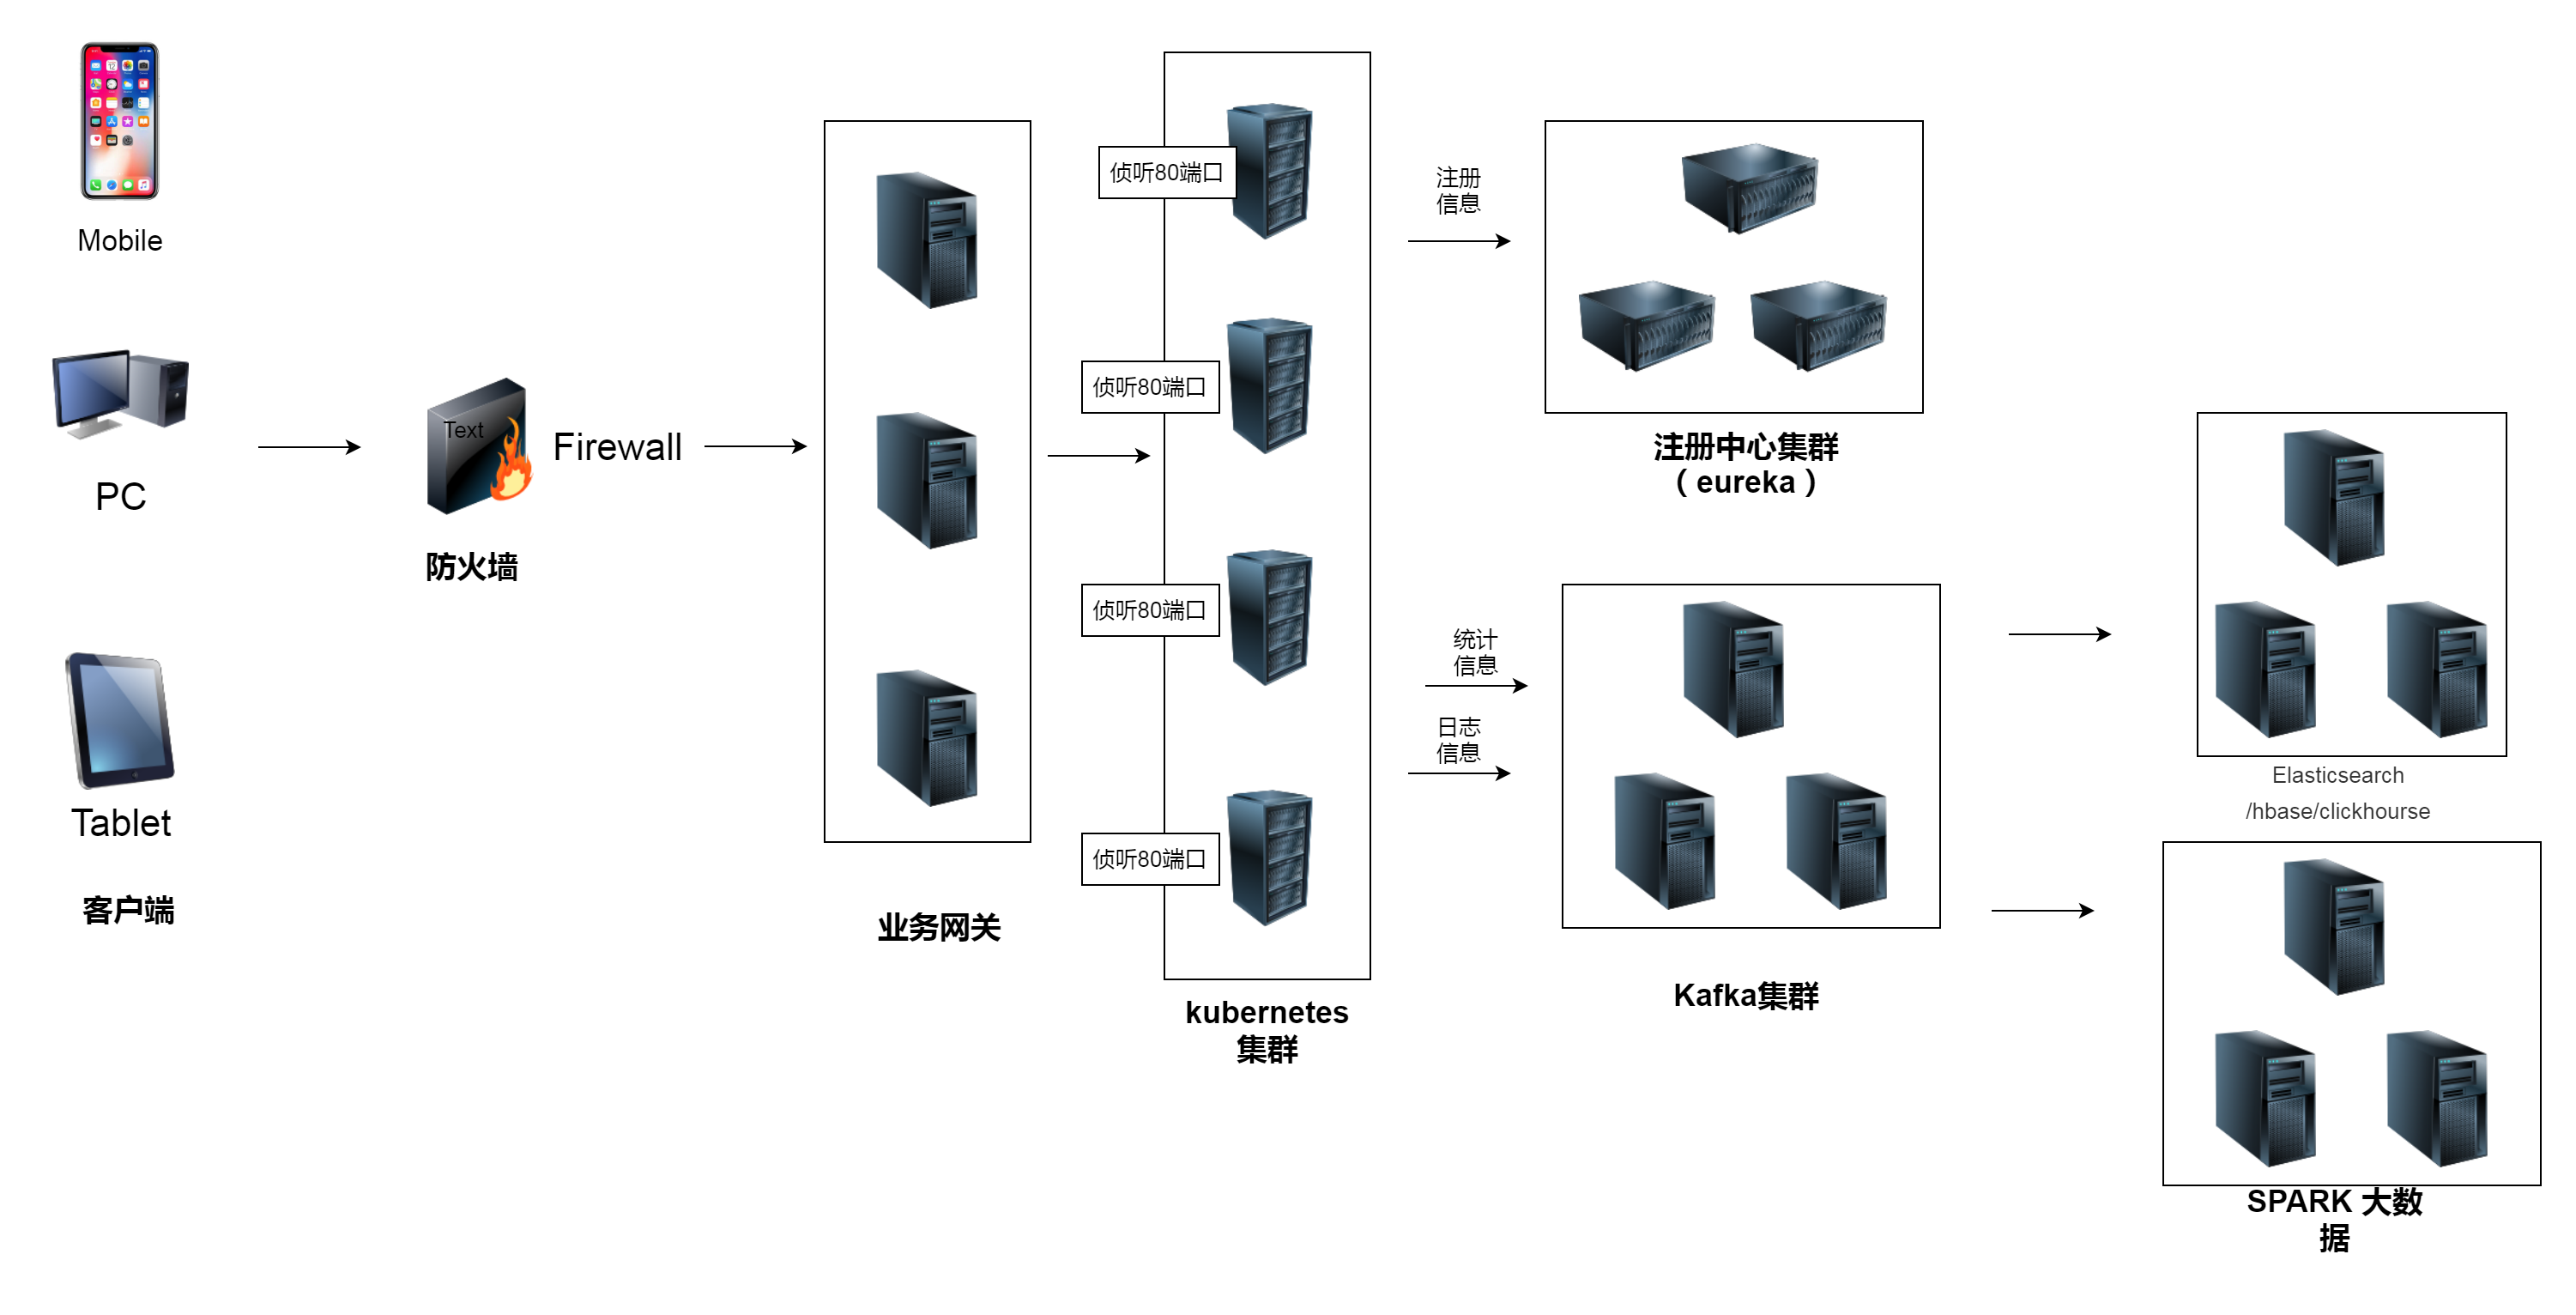 Mobile
PC
Tablet
客户端
Text
Firewall
防火墙
业务网关
侦听80端口
侦听80端口
侦听80端口
侦听80端口
kubernetes
集群
注册
信息
注册中心集群
（ eureka ）
统计
信息
日志
信息
Kafka集群
Elasticsearch
/hbase/clickhourse
SPARK 大数
据